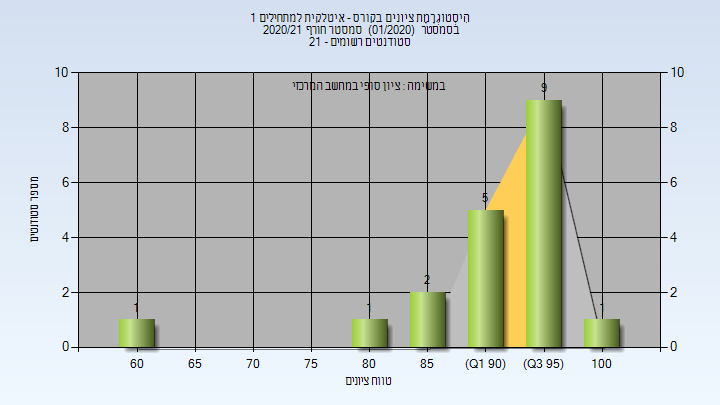 היסטוגרמת ציונים בקורס - איטלקית למתחילים 1
בסמסטר (01/2020) סמסטר חורף 2020/21
סטודנטים רשומים - 21
במשימה : ציון סופי במחשב המרכזי
10 10
8 8
6 6
4 4
2 2
0 0
1 1 2 5 9 1
60 65 70 75 80 85 (Q1 90) (Q3 95) 100
מספר סטודנטים
טווח ציונים